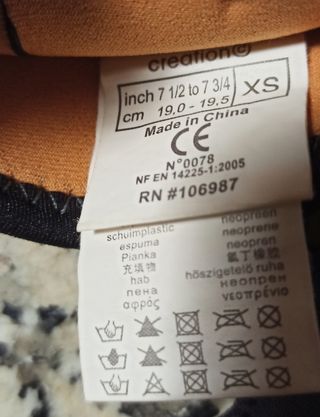 creation©
inch 7 1/2 to 7 3/4
cm 19,0 - 19,5
XS
Made in China
CE
N°0078
NF EN 14225-1:2005
RN #106987
schuimplastic neopreen
espuma neoprene
Pianka neopren
充填物 氯丁橡胶
hab hőszigetelő ruha
пена неопрен
αφρός νεοπρένιο